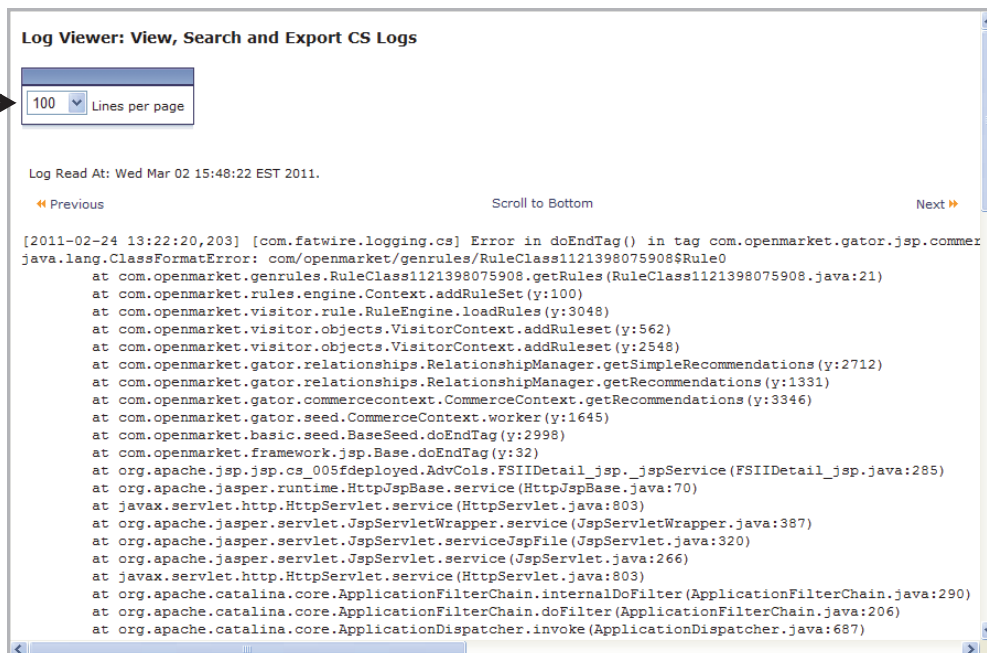 Log Viewer: View, Search and Export CS Logs
100 Lines per page
Log Read At: Wed Mar 02 15:48:22 EST 2011.
Previous Scroll to Bottom Next
[2011-02-24 13:22:20,203] [com.fatwire.logging.cs] Error in doEndTag() in tag com.openmarket.gator.jsp.commer
java.lang.ClassFormatError: com/openmarket/genrules/RuleClass1121398075908$Rule0
at com.openmarket.genrules.RuleClass1121398075908.getRules(RuleClass1121398075908.java:21)
at com.openmarket.rules.engine.Context.addRuleSet(y:100)
at com.openmarket.visitor.rule.RuleEngine.loadRules(y:3048)
at com.openmarket.visitor.objects.VisitorContext.addRuleset(y:562)
at com.openmarket.visitor.objects.VisitorContext.addRuleset(y:2548)
at com.openmarket.gator.relationships.RelationshipManager.getSimpleRecommendations(y:2712)
at com.openmarket.gator.relationships.RelationshipManager.getRecommendations(y:1331)
at com.openmarket.gator.commercecontext.CommerceContext.getRecommendations(y:3346)
at com.openmarket.gator.seed.CommerceContext.worker(y:1645)
at com.openmarket.basic.seed.BaseSeed.doEndTag(y:2998)
at com.openmarket.framework.jsp.Base.doEndTag(y:32)
at org.apache.jsp.jsp.cs_005fdeployed.AdvCols.FSIIDetail_jsp._jspService(FSIIDetail_jsp.java:285)
at org.apache.jasper.runtime.HttpJspBase.service(HttpJspBase.java:70)
at javax.servlet.http.HttpServlet.service(HttpServlet.java:803)
at org.apache.jasper.servlet.JspServletWrapper.service(JspServletWrapper.java:387)
at org.apache.jasper.servlet.JspServlet.serviceJspFile(JspServlet.java:320)
at org.apache.jasper.servlet.JspServlet.service(JspServlet.java:266)
at javax.servlet.http.HttpServlet.service(HttpServlet.java:803)
at org.apache.catalina.core.ApplicationFilterChain.internalDoFilter(ApplicationFilterChain.java:290)
at org.apache.catalina.core.ApplicationFilterChain.doFilter(ApplicationFilterChain.java:206)
at org.apache.catalina.core.ApplicationDispatcher.invoke(ApplicationDispatcher.java:687)